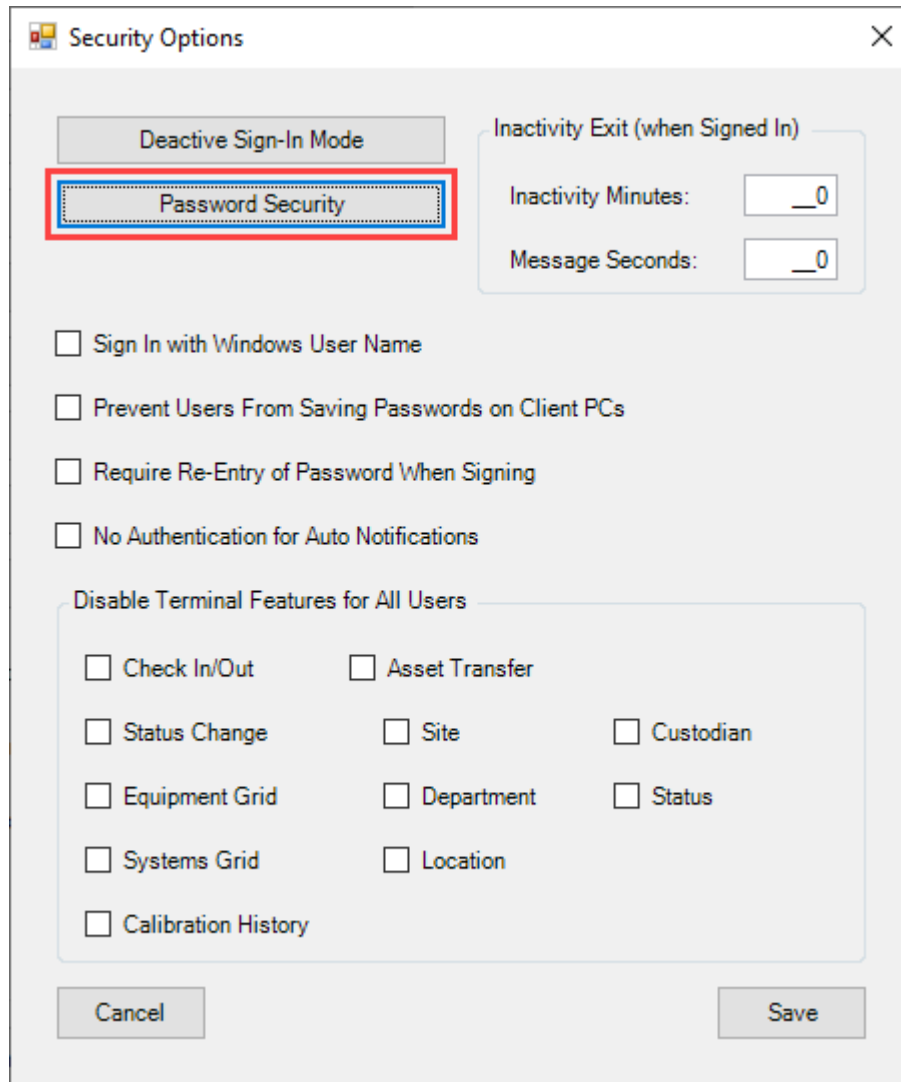 Security Options
Deactive Sign-In Mode
Password Security
Inactivity Exit (when Signed In)
Inactivity Minutes: __0
Message Seconds: __0
Sign In with Windows User Name
Prevent Users From Saving Passwords on Client PCs
Require Re-Entry of Password When Signing
No Authentication for Auto Notifications
Disable Terminal Features for All Users
Check In/Out Asset Transfer
Status Change Site Custodian
Equipment Grid Department Status
Systems Grid Location
Calibration History
Cancel Save